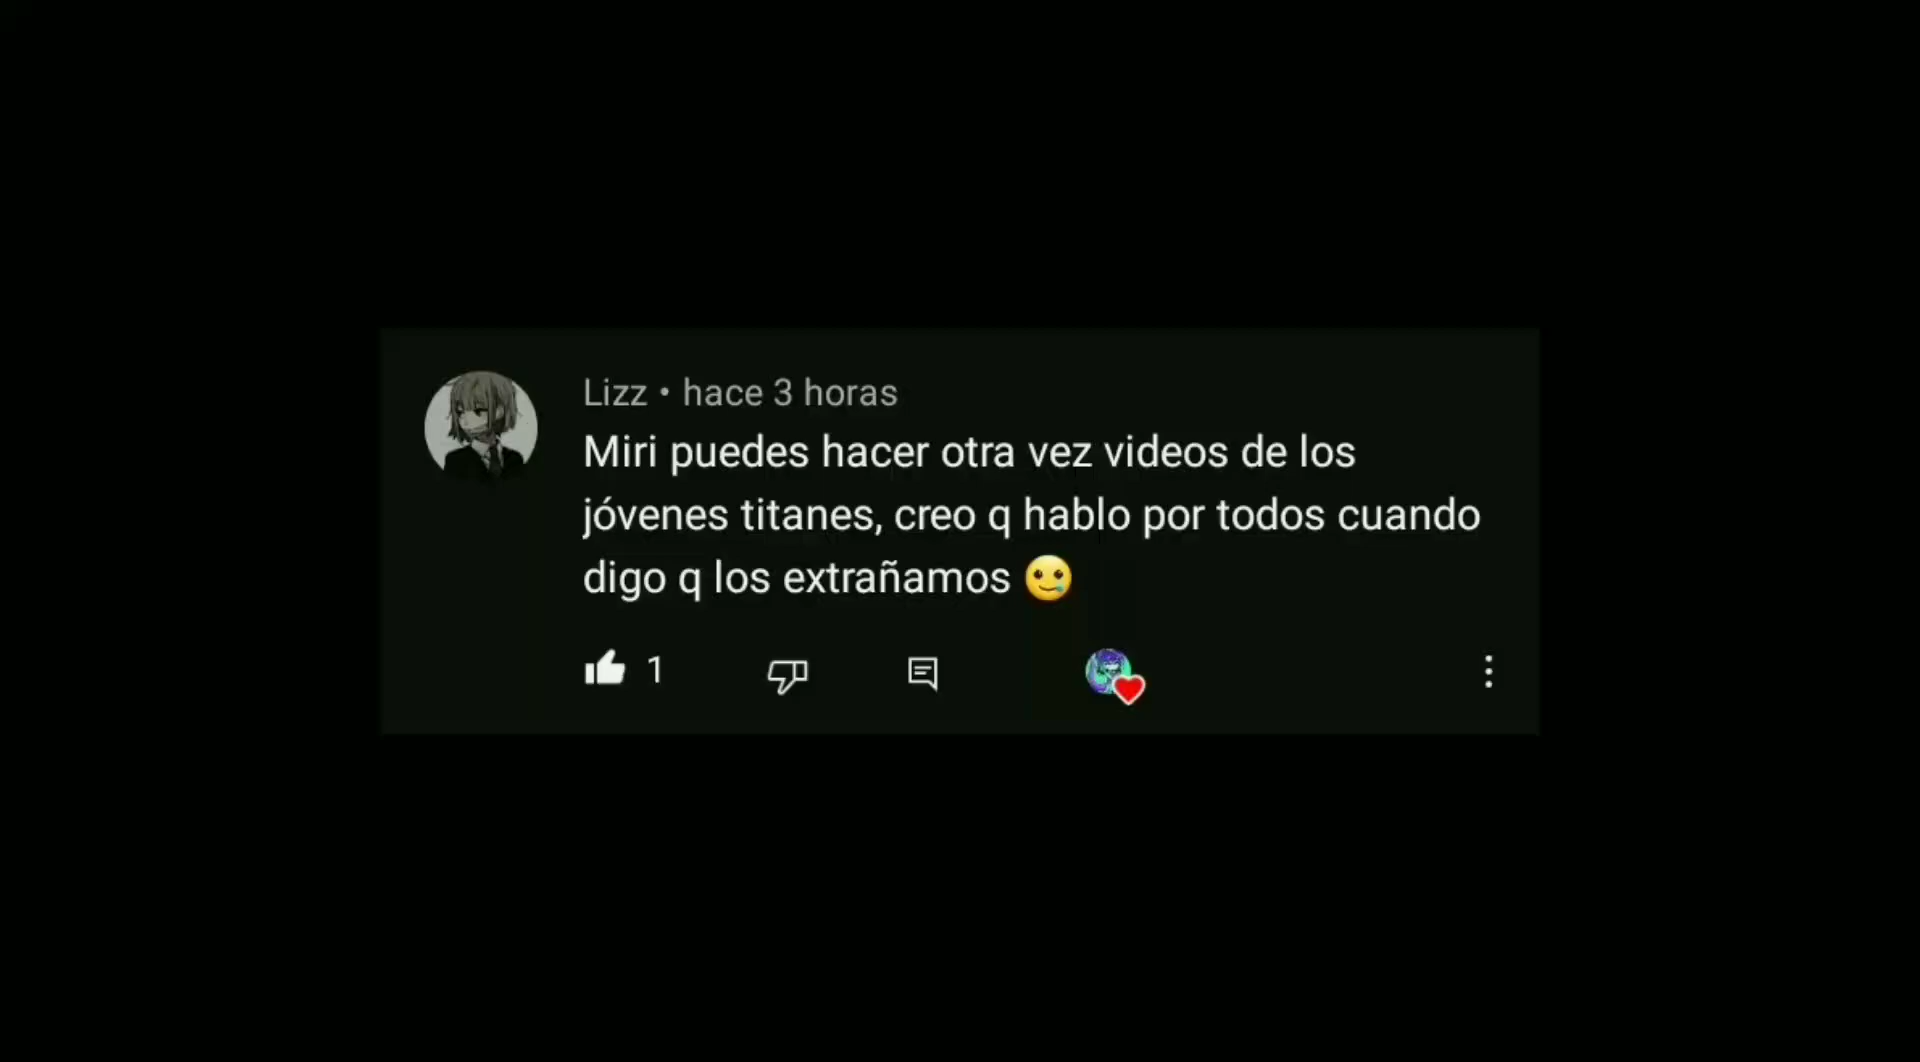 Lizz • hace 3 horas
Miri puedes hacer otra vez videos de los
jóvenes titanes, creo q hablo por todos cuando
digo q los extrañamos 🥲
1